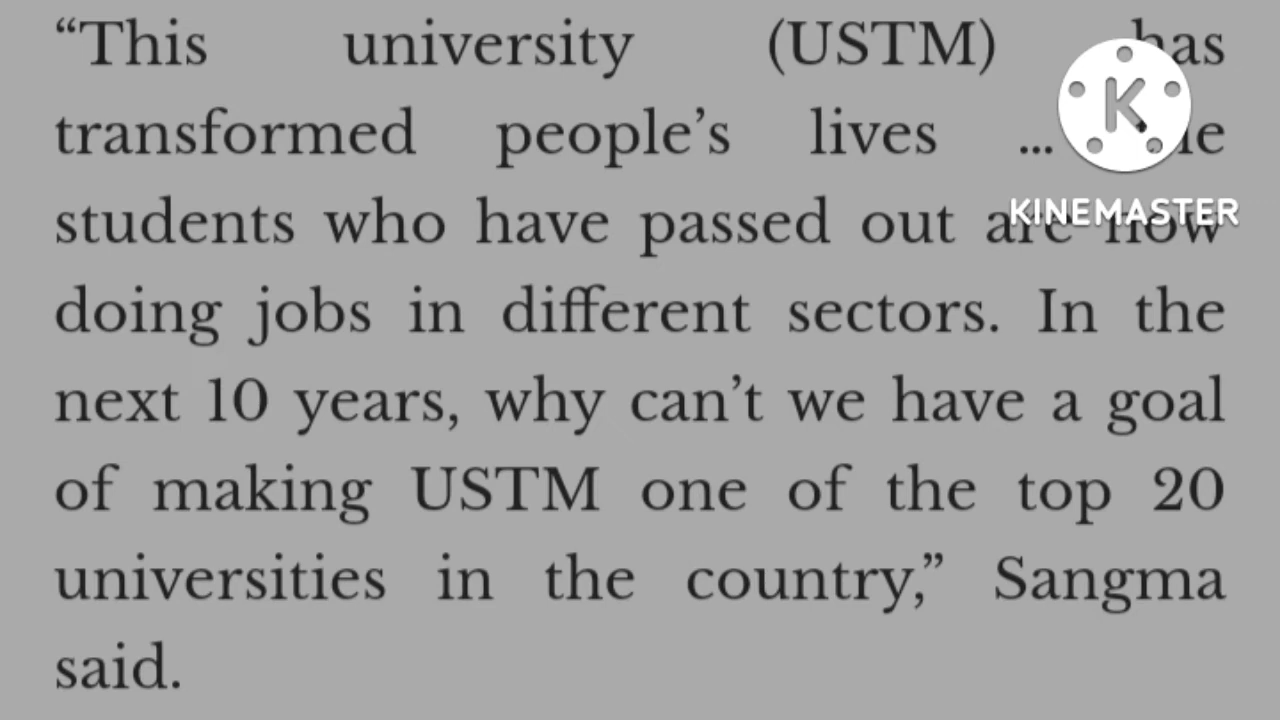 “This university (USTM) has
transformed people’s lives ...
students who have passed out are now
doing jobs in different sectors. In the
next 10 years, why can’t we have a goal
of making USTM one of the top 20
universities in the country,” Sangma
said.
K
KINEMASTER